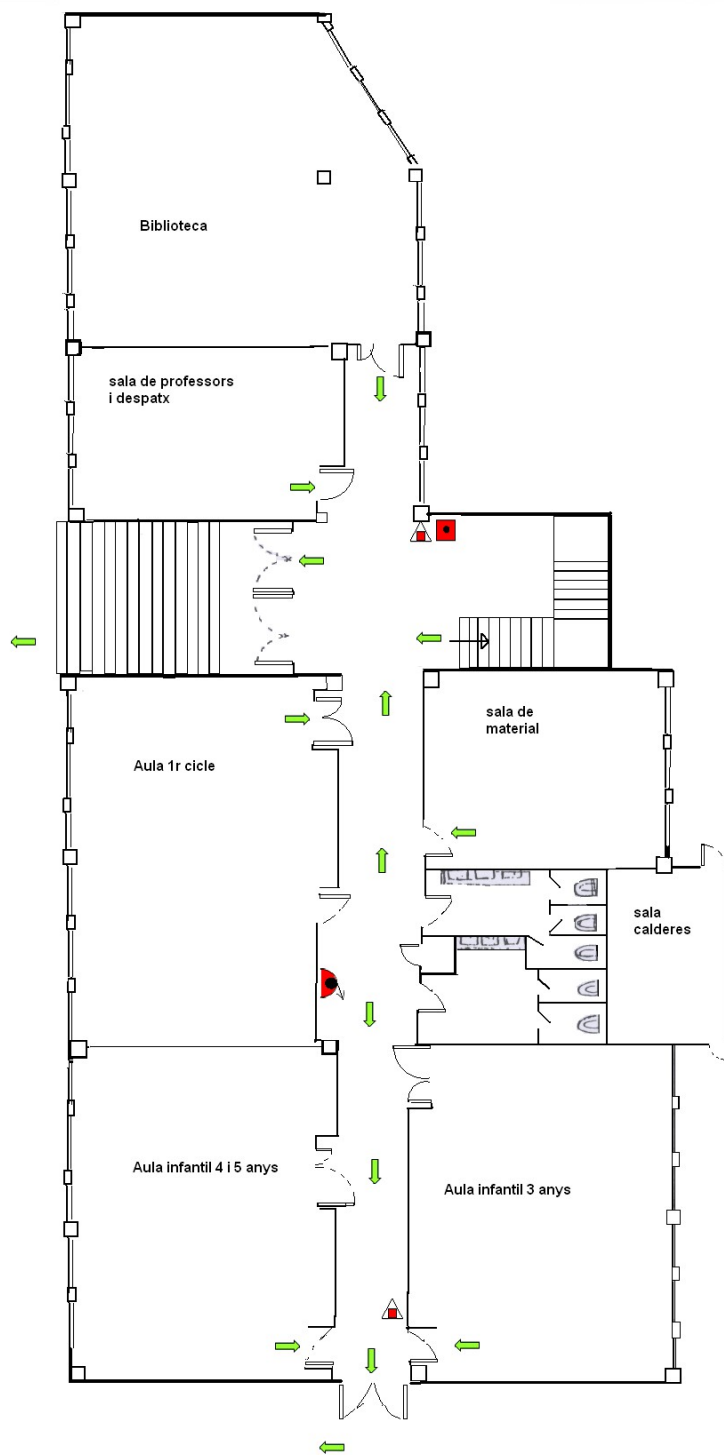 Biblioteca
sala de professors
i despatx
sala de
material
Aula 1r cicle
sala
calderes
Aula infantil 4 i 5 anys
Aula infantil 3 anys